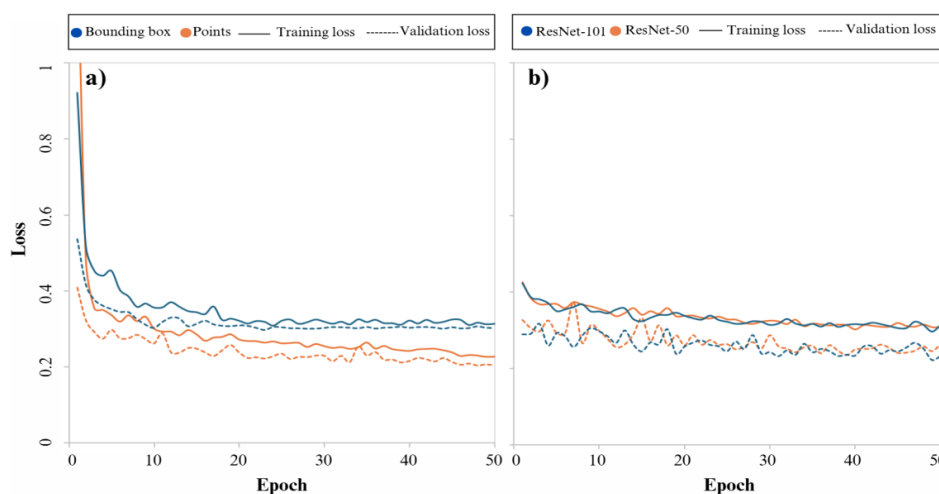 Bounding box Points Training loss Validation loss
ResNet-101 ResNet-50 Training loss Validation loss
a)
b)
Loss
1
0.8
0.6
0.4
0.2
0
0 10 20 30 40 50
10 20 30 40 50
Epoch
Epoch